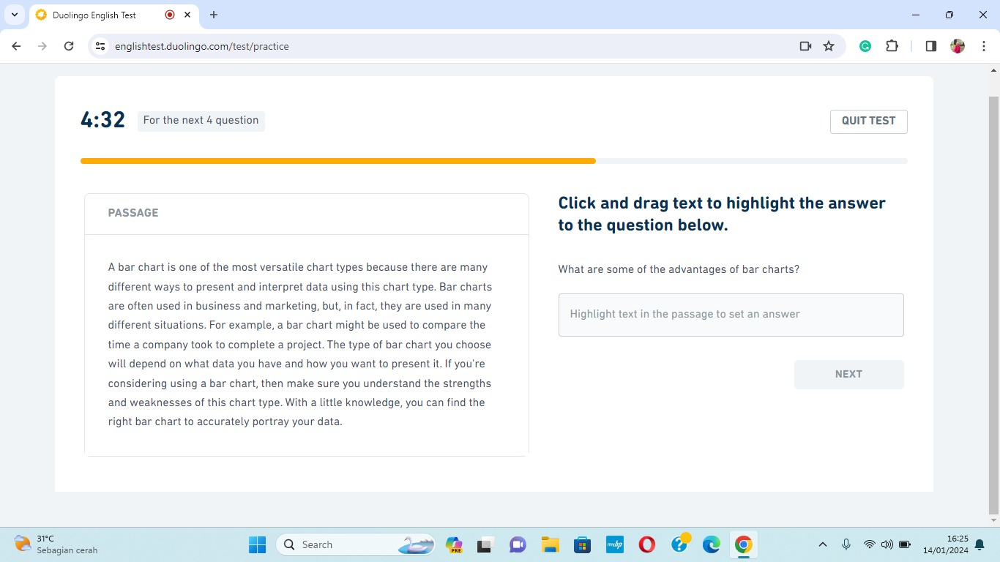 Duolingo English Test
englishtest.duolingo.com/test/practice
4:32
For the next 4 question
QUIT TEST
PASSAGE
A bar chart is one of the most versatile chart types because there are many
different ways to present and interpret data using this chart type. Bar charts
are often used in business and marketing, but, in fact, they are used in many
different situations. For example, a bar chart might be used to compare the
time a company took to complete a project. The type of bar chart you choose
will depend on what data you have and how you want to present it. If you're
considering using a bar chart, then make sure you understand the strengths
and weaknesses of this chart type. With a little knowledge, you can find the
right bar chart to accurately portray your data.
Click and drag text to highlight the answer
to the question below.
What are some of the advantages of bar charts?
Highlight text in the passage to set an answer
NEXT
31°C
Sebagian cerah
Search
PRE
myhp
16:25
14/01/2024